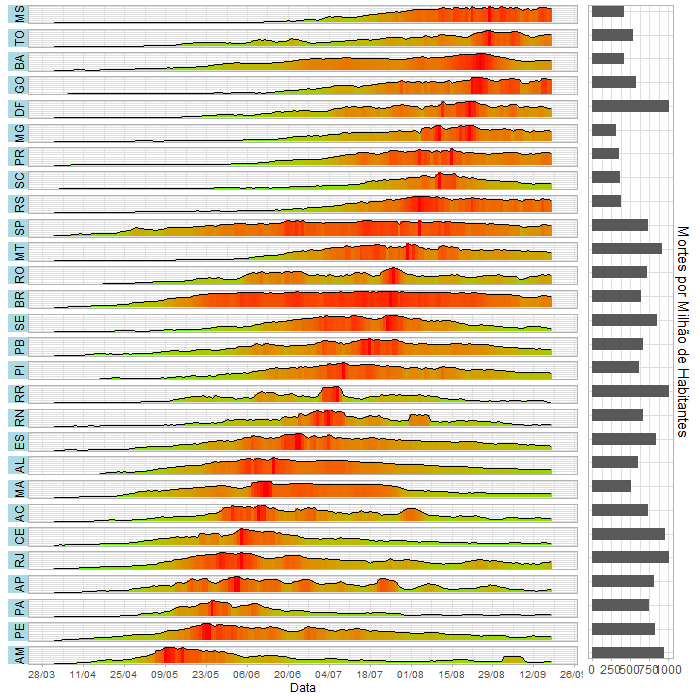 MS
TO
BA
GO
DF
MG
PR
SC
RS
SP
MT
RO
BR
SE
PB
PI
RR
RN
ES
AL
MA
AC
CE
RJ
AP
PA
PE
AM
28/03 11/04 25/04 09/05 23/05 06/06 20/06 04/07 18/07 01/08 15/08 29/08 12/09 26/09
Data
0 250 500 750 1000
Mortes por Milhão de Habitantes